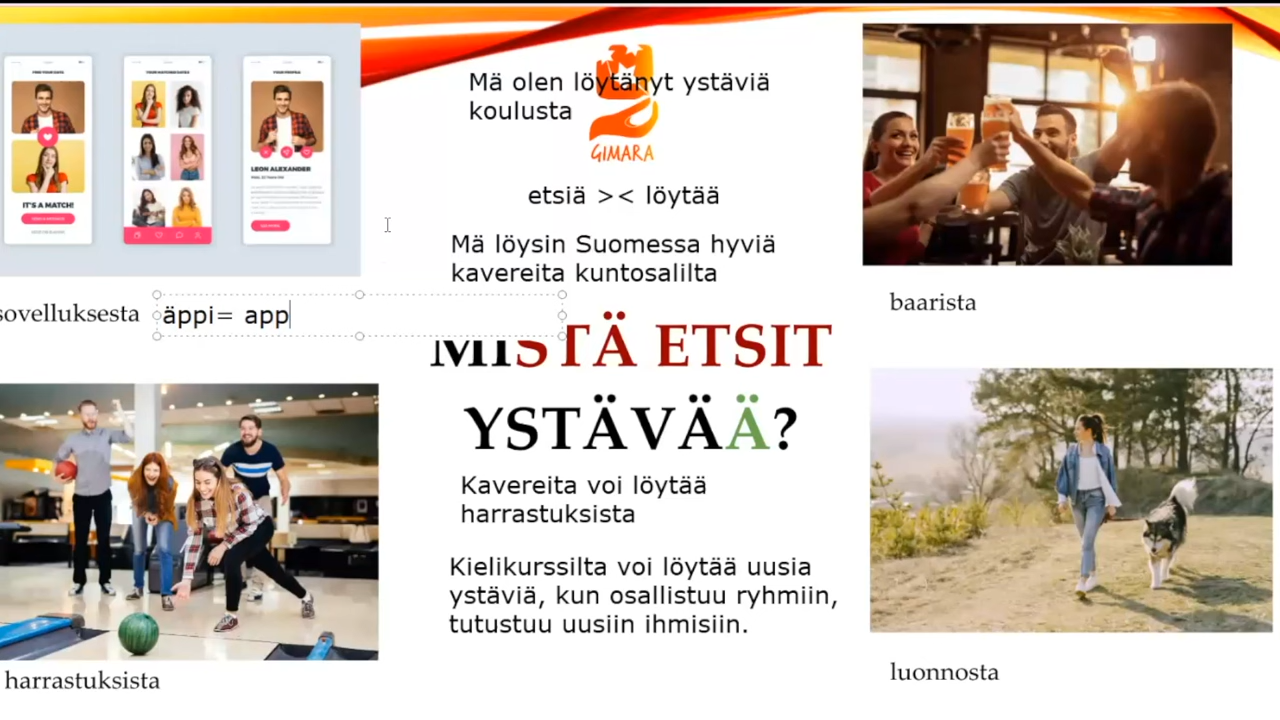 IT'S A MATCH!
LEON ALEXANDER
sovelluksesta
äppi= app
harrastuksista
Mä olen löytänyt ystäviä
koulusta
GIMARA
etsiä >< löytää
Mä löysin Suomessa hyviä
kavereita kuntosalilta
MISTÄ ETSIT
YSTÄVÄÄ?
Kavereita voi löytää
harrastuksista
Kielikurssilta voi löytää uusia
ystäviä, kun osallistuu ryhmiin,
tutustuu uusiin ihmisiin.
baarista
luonnosta